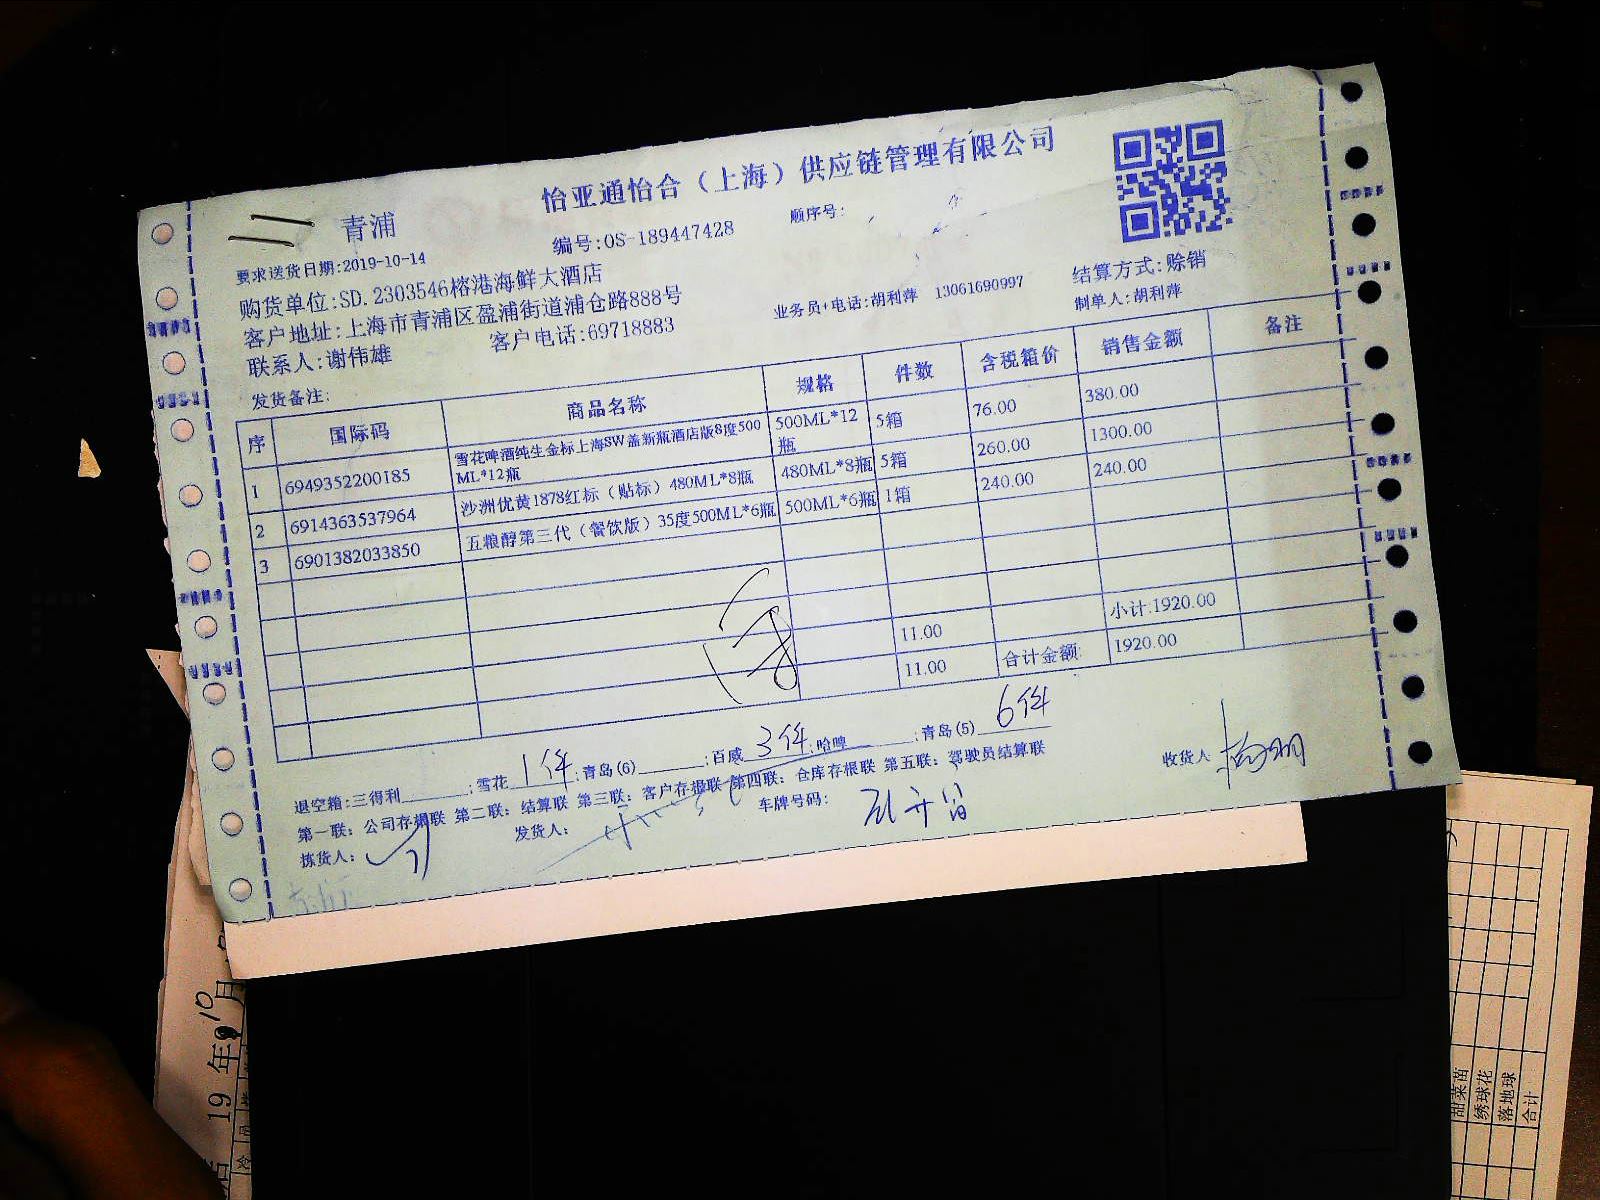 怡亚通怡合（上海）供应链管理有限公司
青浦
编号:OS-189447428
顺序号:
要求送货日期:2019-10-14
购货单位:SD.2303546榕港海鲜大酒店
业务员+电话:胡利萍 13061690997
结算方式:赊销
客户地址:上海市青浦区盈浦街道浦仓路888号
制单人:胡利萍
联系人:谢伟雄
客户电话:69718883
发货备注:
序 国际码 商品名称 规格 件数 含税箱价 销售金额 备注
1 6949352200185 雪花啤酒纯生金标上海SW盖新瓶酒店版8度500ML*12瓶 500ML*12瓶 5箱 76.00 380.00
2 6914363537964 沙洲优黄1878红标（贴标）480ML*8瓶 480ML*8瓶 5箱 260.00 1300.00
3 6901382033850 五粮醇第三代（餐饮版）35度500ML*6瓶 500ML*6瓶 1箱 240.00 240.00
11.00 小计:1920.00
11.00 合计金额: 1920.00
退空箱:三得利______;雪花 1件;青岛(6)______;百威 3件;哈啤______;青岛(5) 6件
第一联：公司存根联 第二联：结算联 第三联：客户存根联 第四联：仓库存根联 第五联：驾驶员结算联
收货人
拣货人:
发货人:
车牌号码:
19 年 10 月
甜菜苗
绣球花
落地球
合计